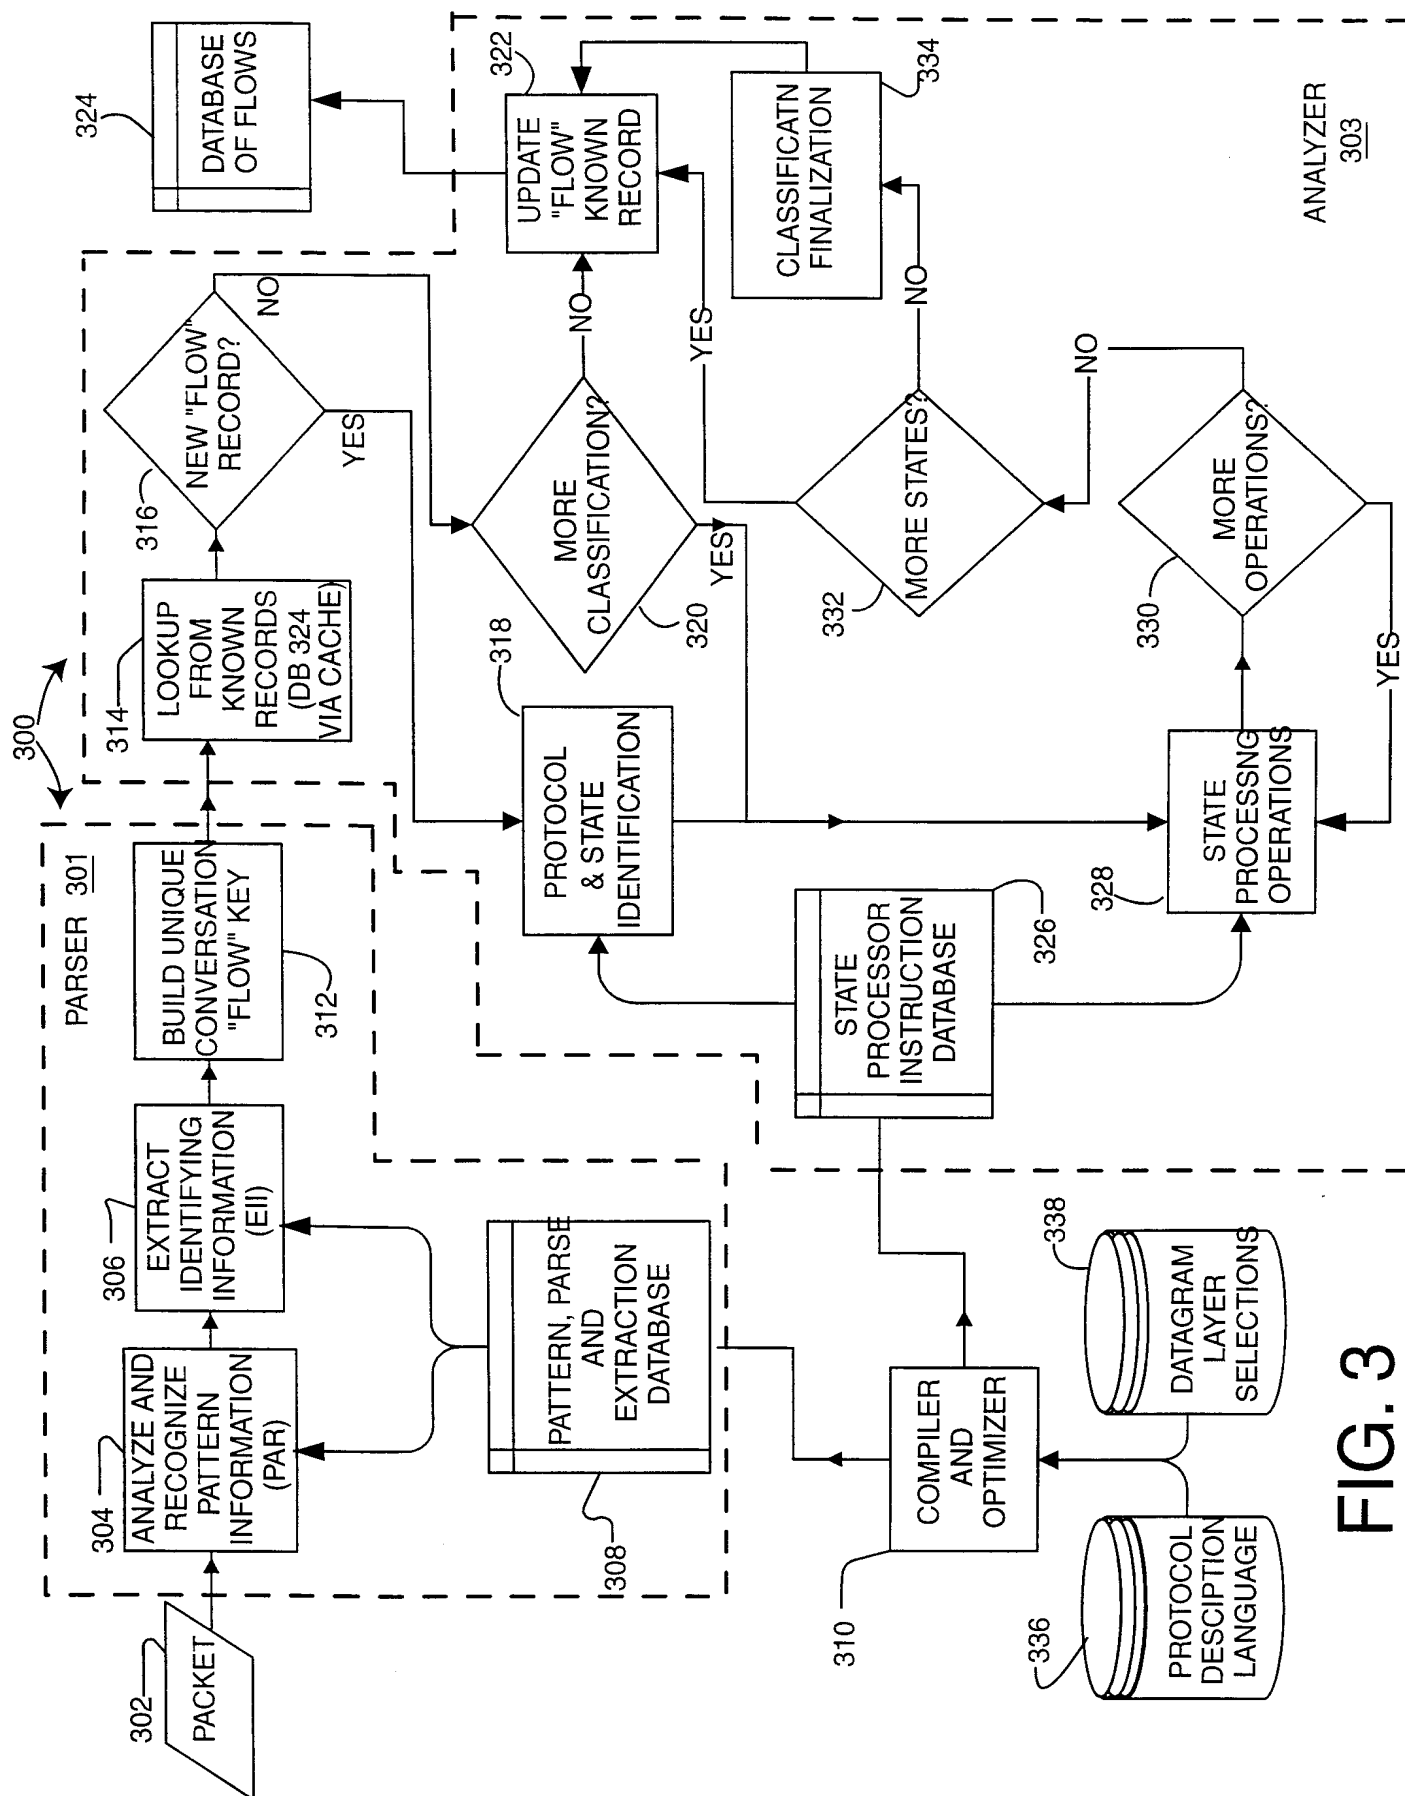 300
PARSER 301
302
PACKET
304
ANALYZE AND
RECOGNIZE
PATTERN
INFORMATION
(PAR)
306
EXTRACT
IDENTIFYING
INFORMATION
(EII)
BUILD UNIQUE
CONVERSATION
"FLOW" KEY
312
314
LOOKUP
FROM
KNOWN
RECORDS
(DB 324
VIA CACHE)
316
NEW "FLOW"
RECORD?
NO
YES
324
DATABASE
OF FLOWS
PATTERN, PARSE
AND
EXTRACTION
DATABASE
308
318
PROTOCOL
& STATE
IDENTIFICATION
MORE
CLASSIFICATION?
320
NO
YES
322
UPDATE
"FLOW"
KNOWN
RECORD
STATE
PROCESSOR
INSTRUCTION
DATABASE
326
332
MORE STATES?
YES
NO
CLASSIFICATN
FINALIZATION
334
310
COMPILER
AND
OPTIMIZER
328
STATE
PROCESSNG
OPERATIONS
330
MORE
OPERATIONS?
NO
YES
336
PROTOCOL
DESCIPTION
LANGUAGE
338
DATAGRAM
LAYER
SELECTIONS
ANALYZER
303
FIG. 3